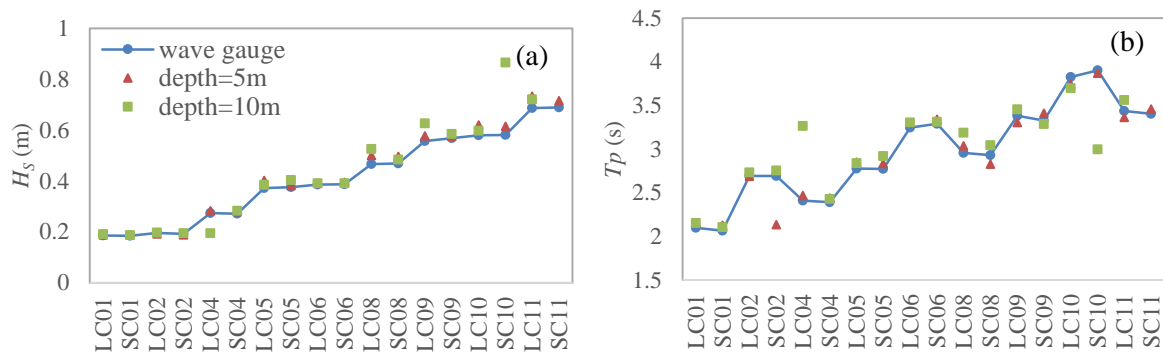 1
0.8
0.6
0.4
0.2
0
H_S (m)
wave gauge
depth=5m
depth=10m
(a)
LC01
SC01
LC02
SC02
LC04
SC04
LC05
SC05
LC06
SC06
LC08
SC08
LC09
SC09
LC10
SC10
LC11
SC11
4.5
4
3.5
3
2.5
2
1.5
Tp (s)
(b)
LC01
SC01
LC02
SC02
LC04
SC04
LC05
SC05
LC06
SC06
LC08
SC08
LC09
SC09
LC10
SC10
LC11
SC11